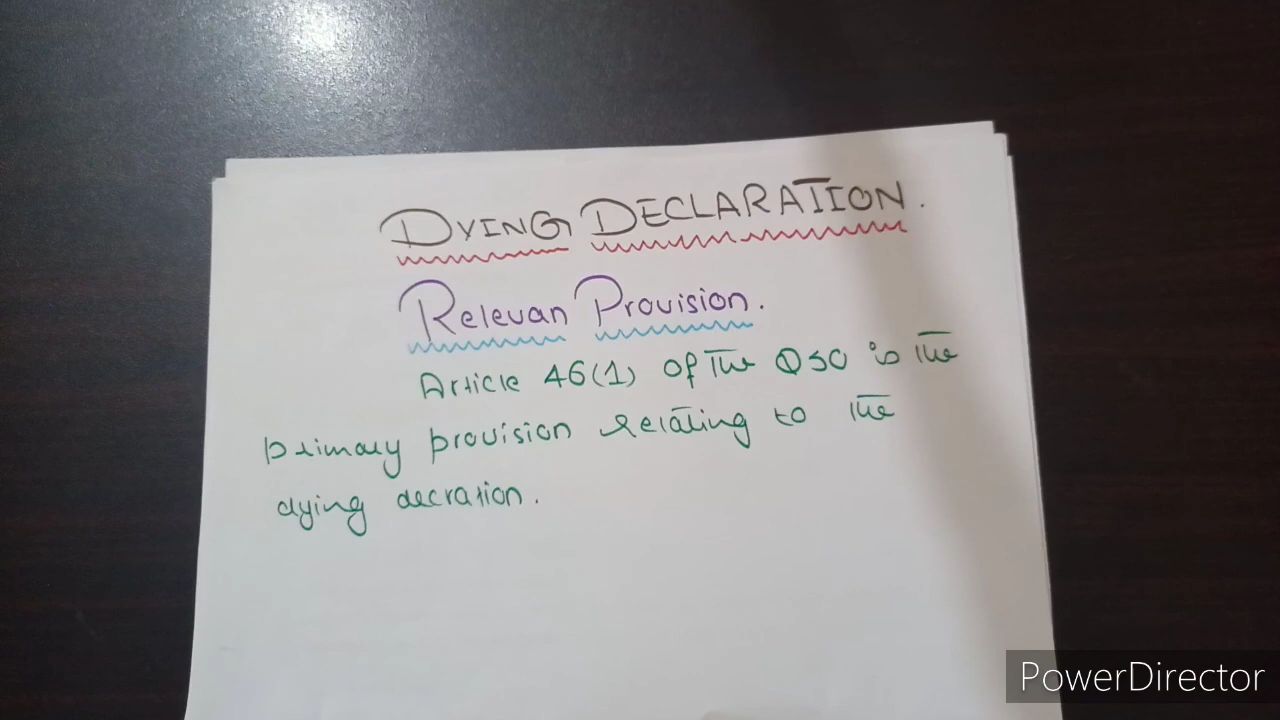 DYING DECLARATION.
Relevan Provision.
Article 46(1) of the QSO is the
primary provision relating to the
dying decration.
PowerDirector